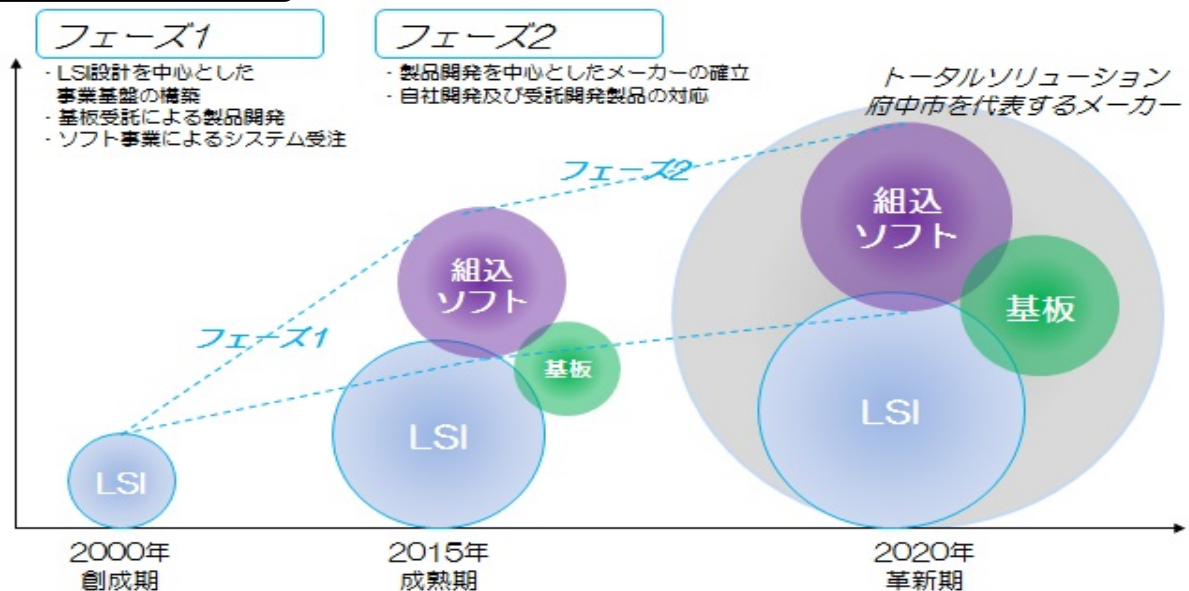 フェーズ1
・LSI設計を中心とした
事業基盤の構築
・基板受託による製品開発
・ソフト事業によるシステム受注
フェーズ2
・製品開発を中心としたメーカーの確立
・自社開発及び受託開発製品の対応
トータルソリューション
府中市を代表するメーカー
フェーズ2
フェーズ1
組込
ソフト
基板
LSI
組込
ソフト
基板
LSI
LSI
2000年
創成期
2015年
成熟期
2020年
革新期